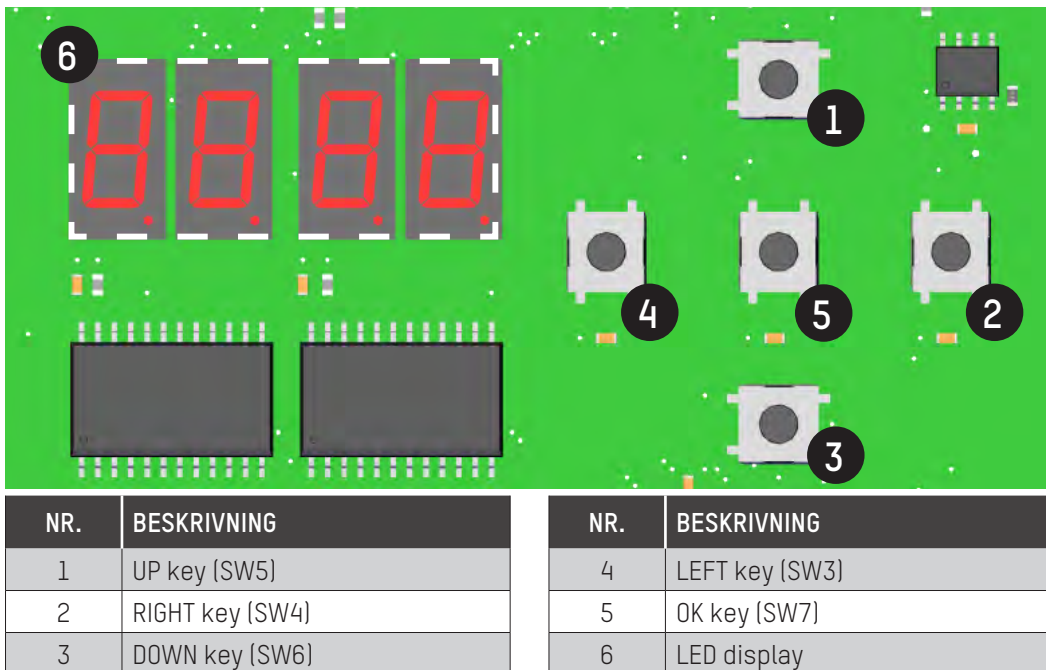 6
1
4
5
2
3
NR. BESKRIVNING
1 UP key (SW5)
2 RIGHT key (SW4)
3 DOWN key (SW6)
NR. BESKRIVNING
4 LEFT key (SW3)
5 OK key (SW7)
6 LED display